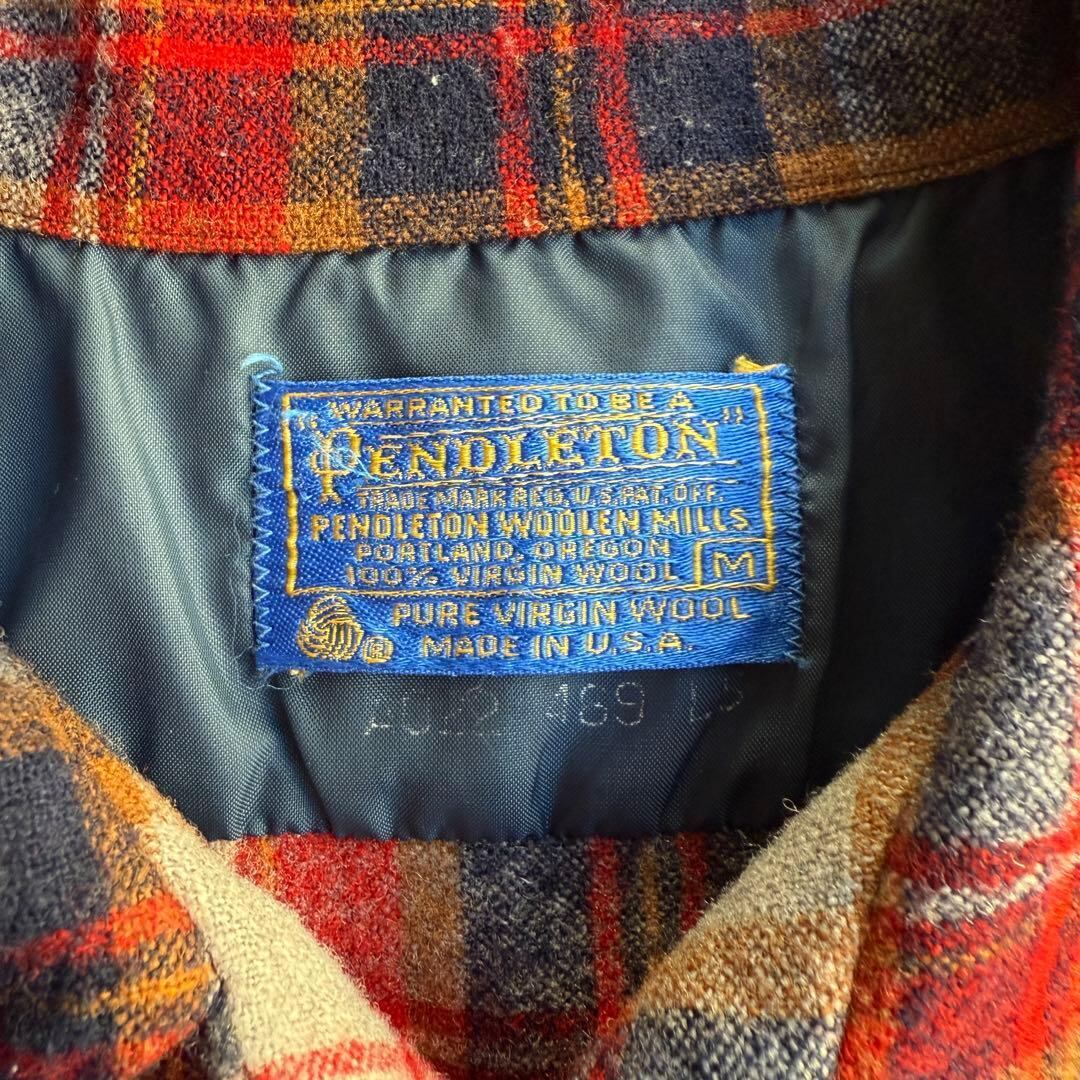 WARRANTED TO BE A
"PENDLETON"
TRADE MARK REG. U.S. PAT. OFF.
PENDLETON WOOLEN MILLS
PORTLAND, OREGON
100% VIRGIN WOOL M
PURE VIRGIN WOOL
® MADE IN U.S.A.